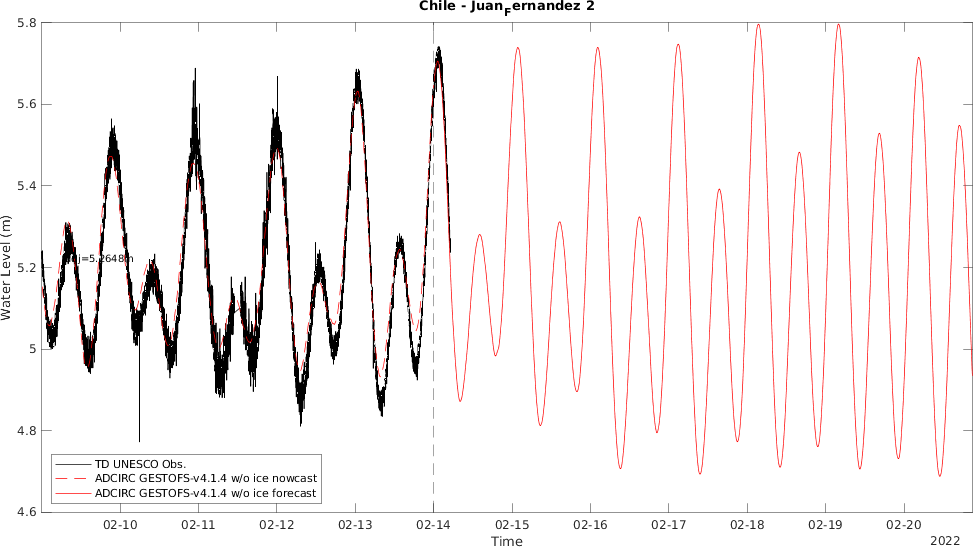 Chile - Juan_Fernandez 2
5.8
5.6
5.4
5.2
5
4.8
4.6
Water Level (m)
j=5.2648m
TD UNESCO Obs.
ADCIRC GESTOFS-v4.1.4 w/o ice nowcast
ADCIRC GESTOFS-v4.1.4 w/o ice forecast
02-10 02-11 02-12 02-13 02-14 02-15 02-16 02-17 02-18 02-19 02-20
Time
2022